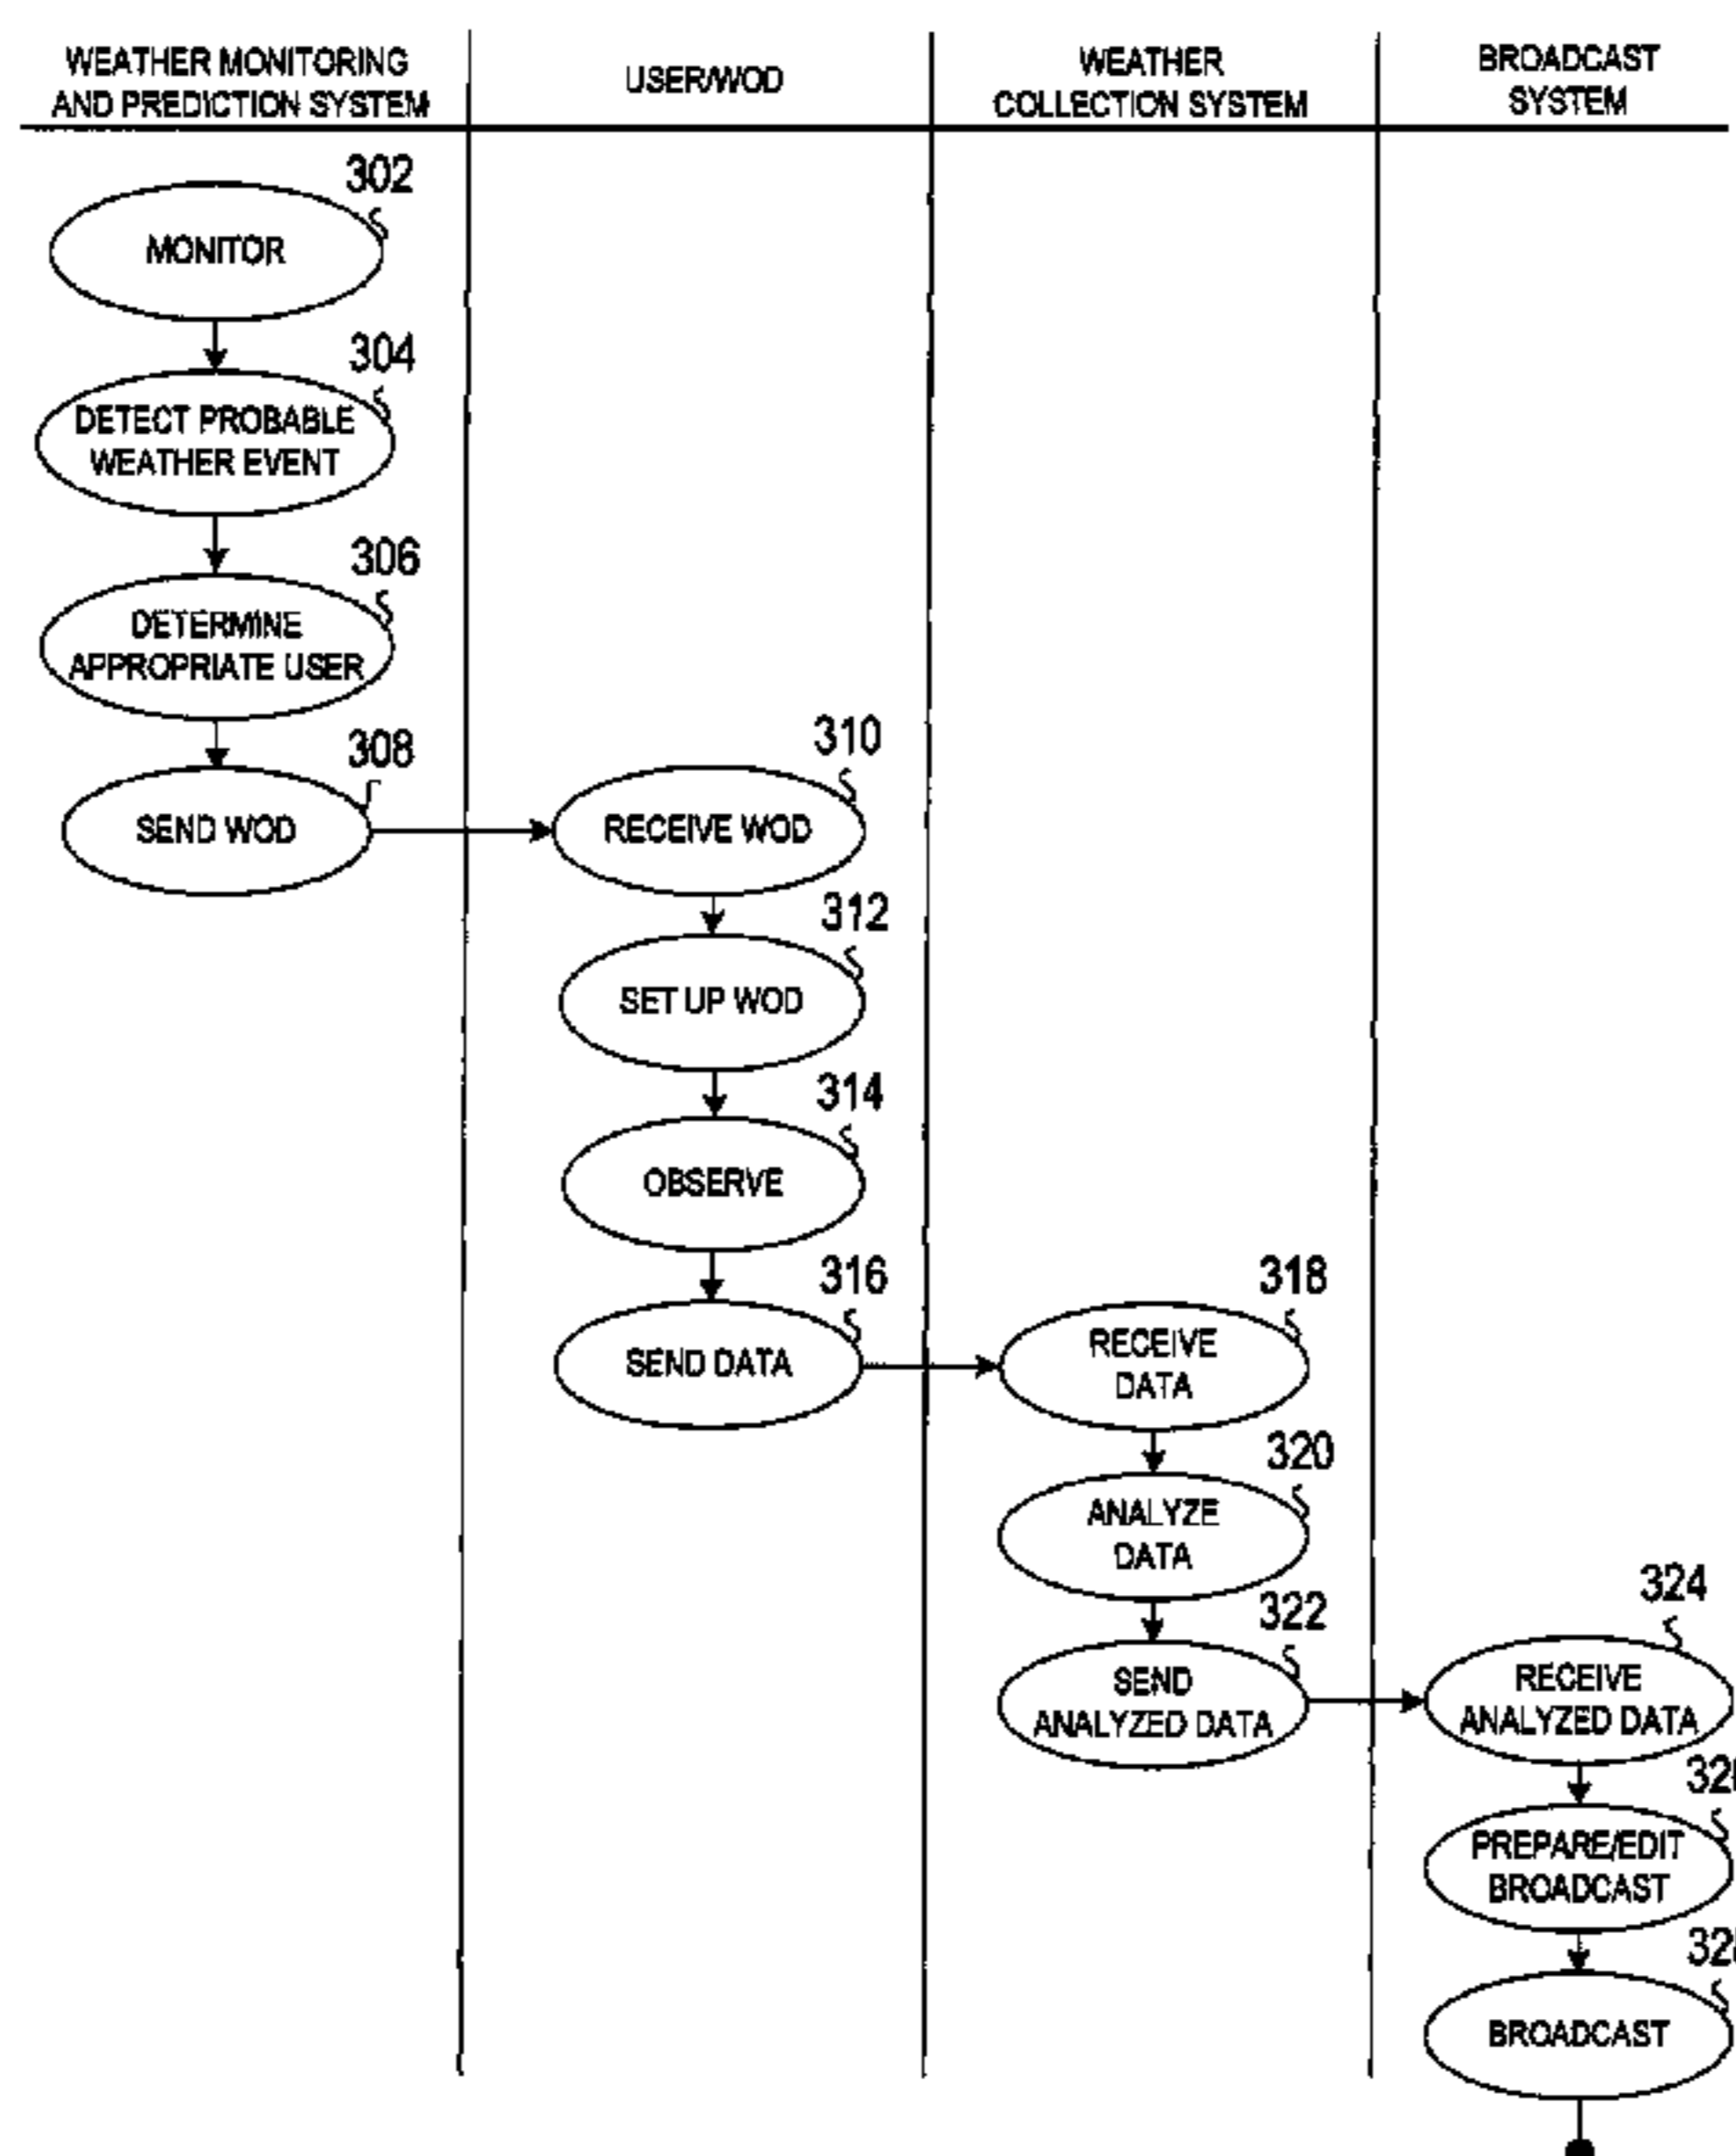 WEATHER MONITORING
AND PREDICTION SYSTEM
USER/WOD
WEATHER
COLLECTION SYSTEM
BROADCAST
SYSTEM
302
MONITOR
304
DETECT PROBABLE
WEATHER EVENT
306
DETERMINE
APPROPRIATE USER
308
SEND WOD
310
RECEIVE WOD
312
SET UP WOD
314
OBSERVE
316
SEND DATA
318
RECEIVE
DATA
320
ANALYZE
DATA
322
SEND
ANALYZED DATA
324
RECEIVE
ANALYZED DATA
PREPARE/EDIT
BROADCAST
BROADCAST